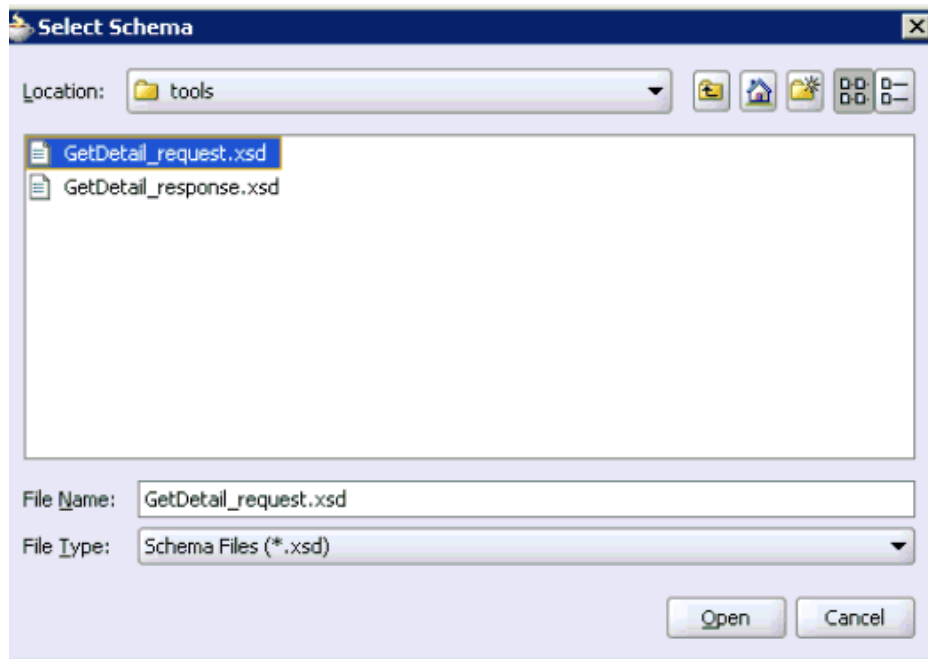 Select Schema
Location: tools
GetDetail_request.xsd
GetDetail_response.xsd
File Name: GetDetail_request.xsd
File Type: Schema Files (*.xsd)
Open Cancel